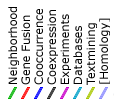 Neighborhood
Gene Fusion
Cooccurrence
Coexpression
Experiments
Databases
Textmining
[Homology]